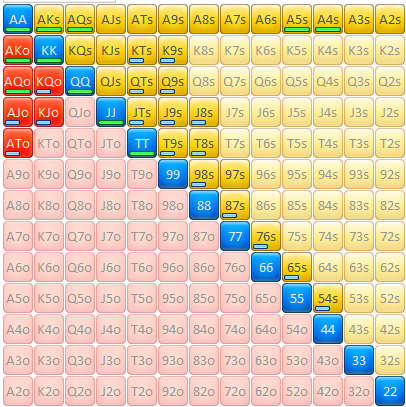 AA AKs AQs AJs ATs A9s A8s A7s A6s A5s A4s A3s A2s
AKo KK KQs KJs KTs K9s K8s K7s K6s K5s K4s K3s K2s
AQo KQo QQ QJs QTs Q9s Q8s Q7s Q6s Q5s Q4s Q3s Q2s
AJo KJo QJo JJ JTs J9s J8s J7s J6s J5s J4s J3s J2s
ATo KTo QTo JTo TT T9s T8s T7s T6s T5s T4s T3s T2s
A9o K9o Q9o J9o T9o 99 98s 97s 96s 95s 94s 93s 92s
A8o K8o Q8o J8o T8o 98o 88 87s 86s 85s 84s 83s 82s
A7o K7o Q7o J7o T7o 97o 87o 77 76s 75s 74s 73s 72s
A6o K6o Q6o J6o T6o 96o 86o 76o 66 65s 64s 63s 62s
A5o K5o Q5o J5o T5o 95o 85o 75o 65o 55 54s 53s 52s
A4o K4o Q4o J4o T4o 94o 84o 74o 64o 54o 44 43s 42s
A3o K3o Q3o J3o T3o 93o 83o 73o 63o 53o 43o 33 32s
A2o K2o Q2o J2o T2o 92o 82o 72o 62o 52o 42o 32o 22